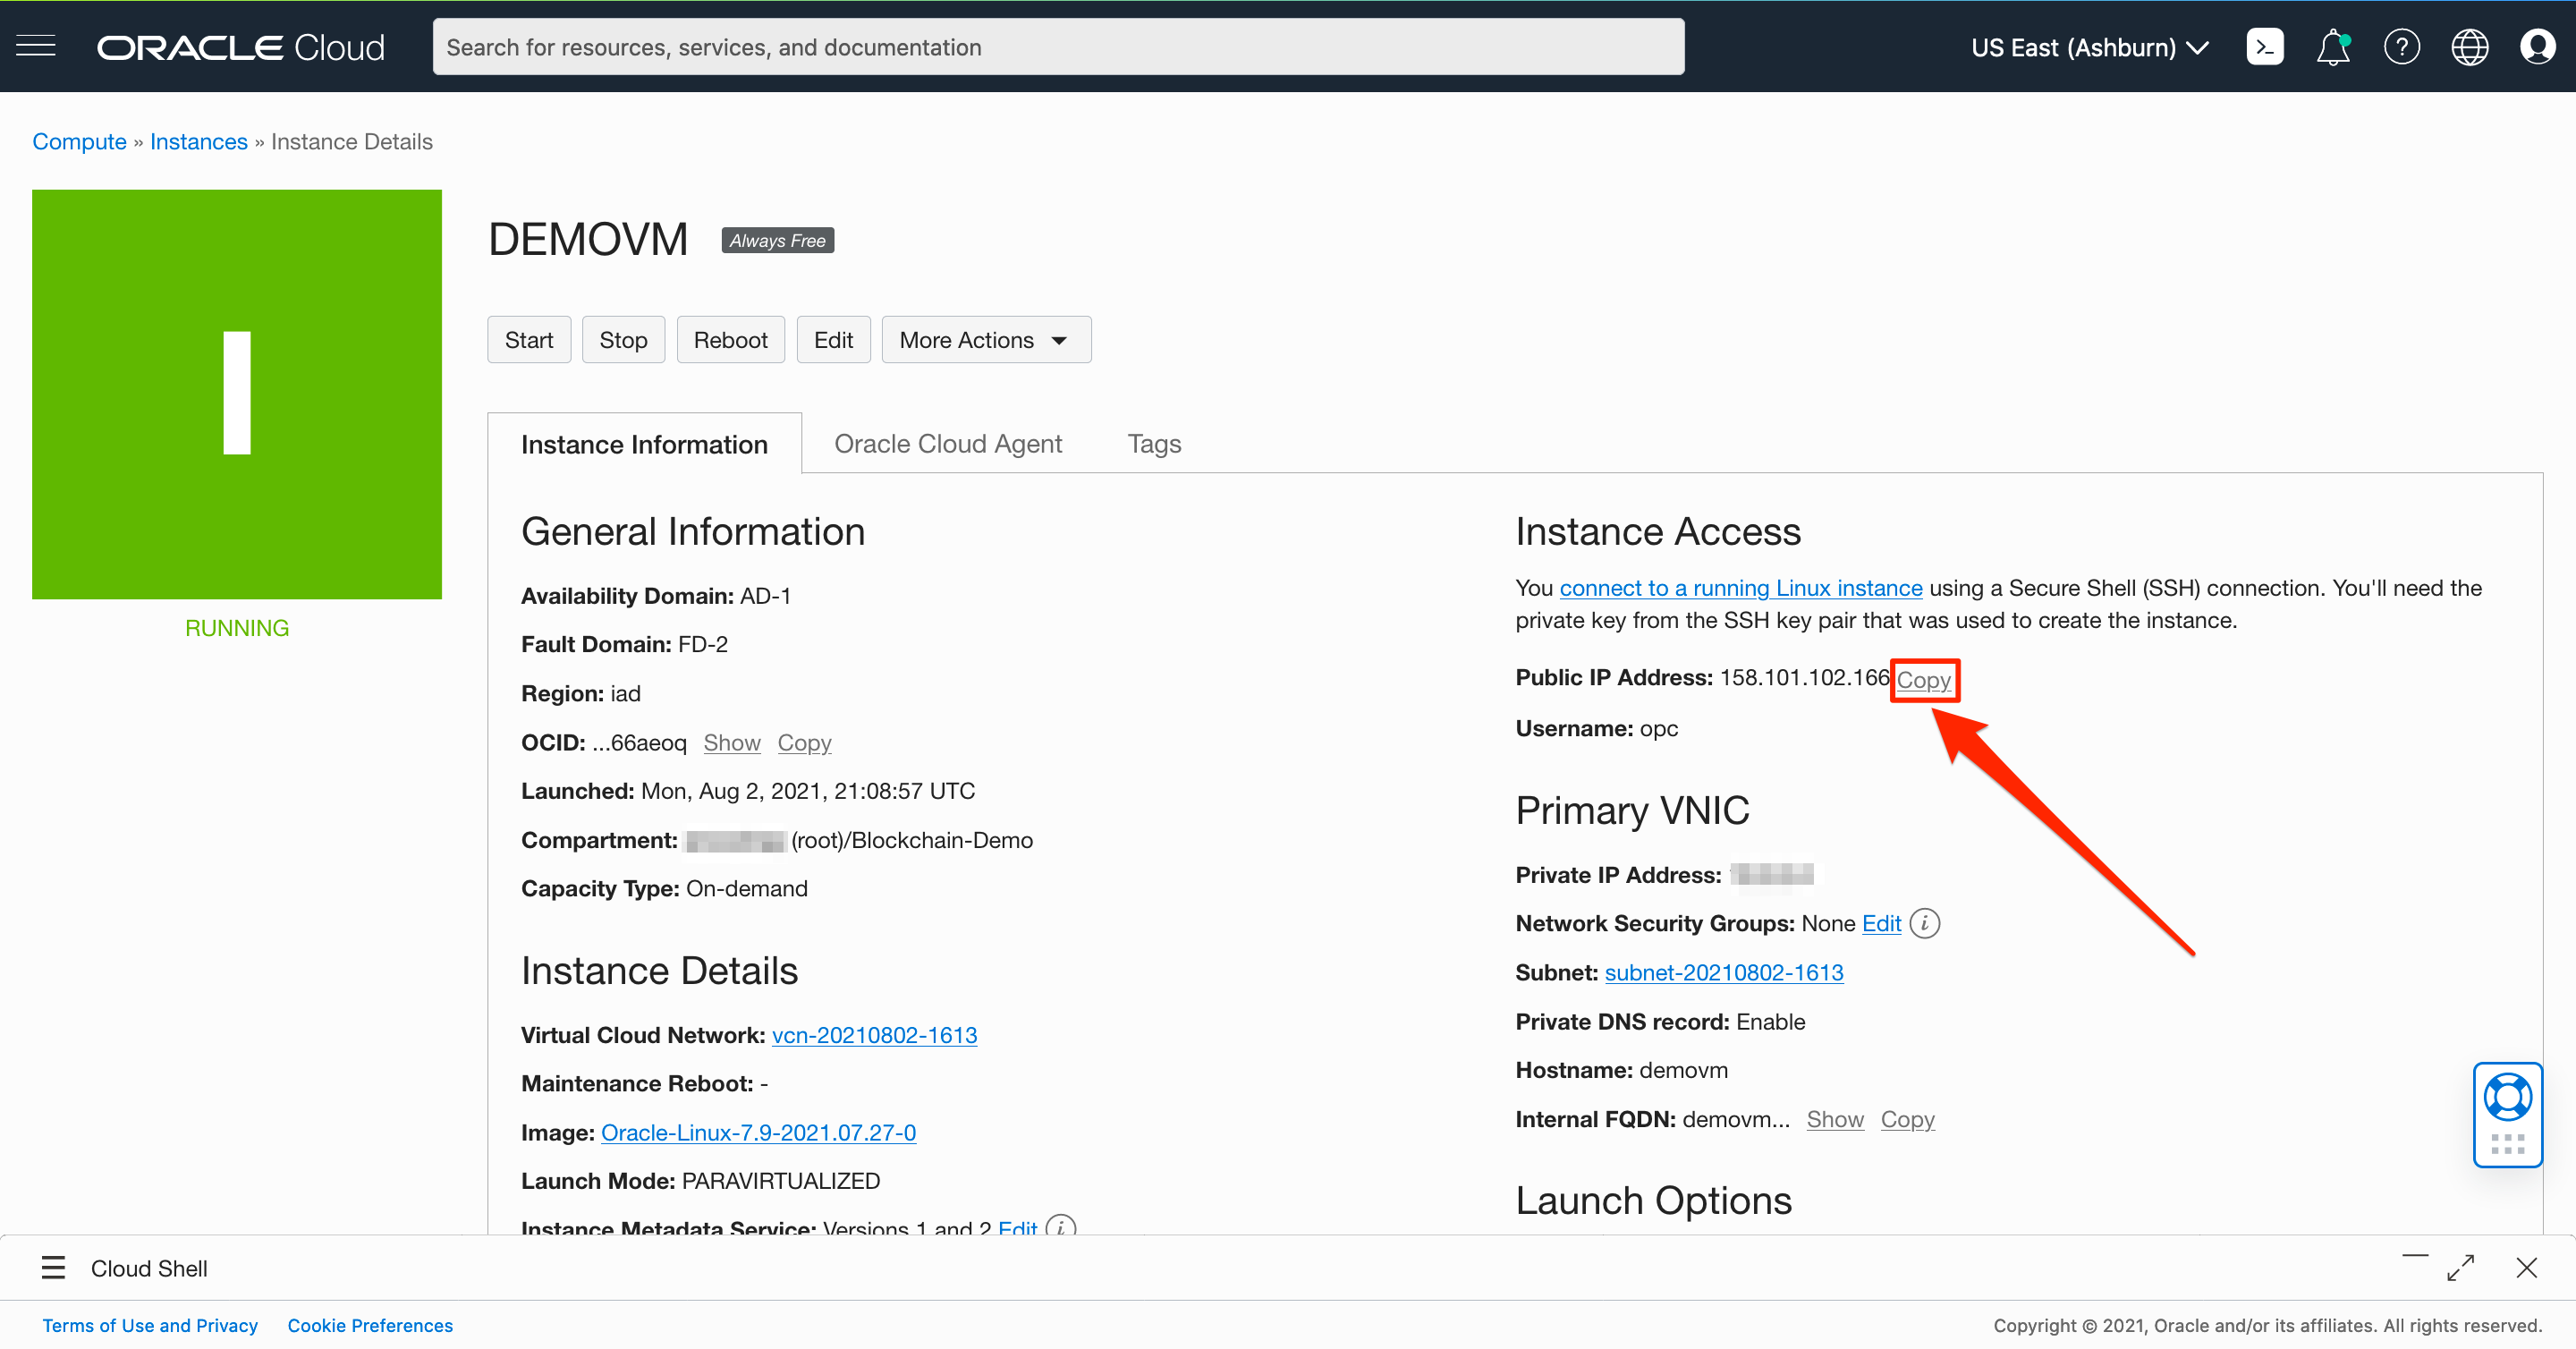 ORACLE Cloud
Search for resources, services, and documentation
US East (Ashburn)
Compute » Instances » Instance Details
I
RUNNING
DEMOVM Always Free
Start Stop Reboot Edit More Actions
Instance Information Oracle Cloud Agent Tags
General Information
Availability Domain: AD-1
Fault Domain: FD-2
Region: iad
OCID: ...66aeoq Show Copy
Launched: Mon, Aug 2, 2021, 21:08:57 UTC
Compartment: (root)/Blockchain-Demo
Capacity Type: On-demand
Instance Details
Virtual Cloud Network: vcn-20210802-1613
Maintenance Reboot: -
Image: Oracle-Linux-7.9-2021.07.27-0
Launch Mode: PARAVIRTUALIZED
Instance Metadata Service: Versions 1 and 2 Edit i
Instance Access
You connect to a running Linux instance using a Secure Shell (SSH) connection. You'll need the
private key from the SSH key pair that was used to create the instance.
Public IP Address: 158.101.102.166 Copy
Username: opc
Primary VNIC
Private IP Address:
Network Security Groups: None Edit i
Subnet: subnet-20210802-1613
Private DNS record: Enable
Hostname: demovm
Internal FQDN: demovm... Show Copy
Launch Options
Cloud Shell
Terms of Use and Privacy Cookie Preferences
Copyright © 2021, Oracle and/or its affiliates. All rights reserved.